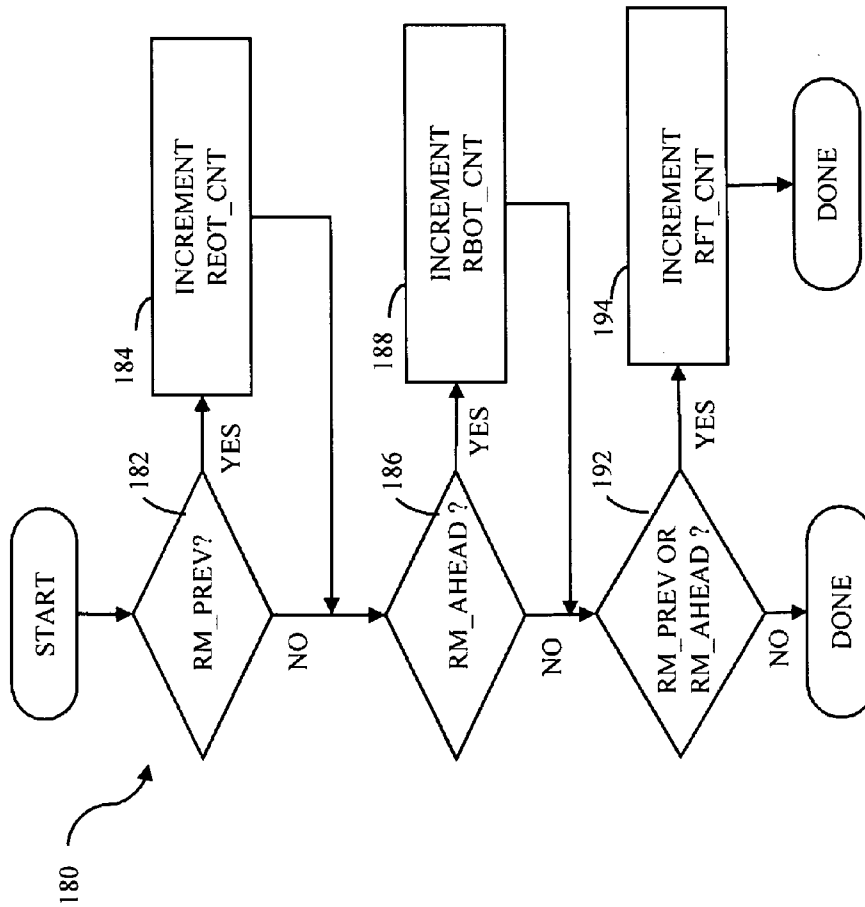 180
START
RM_PREV?
182
YES
NO
184
INCREMENT
REOT_CNT
RM_AHEAD ?
186
YES
NO
188
INCREMENT
RBOT_CNT
RM_PREV OR
RM_AHEAD ?
192
YES
NO
194
INCREMENT
RFT_CNT
DONE
DONE